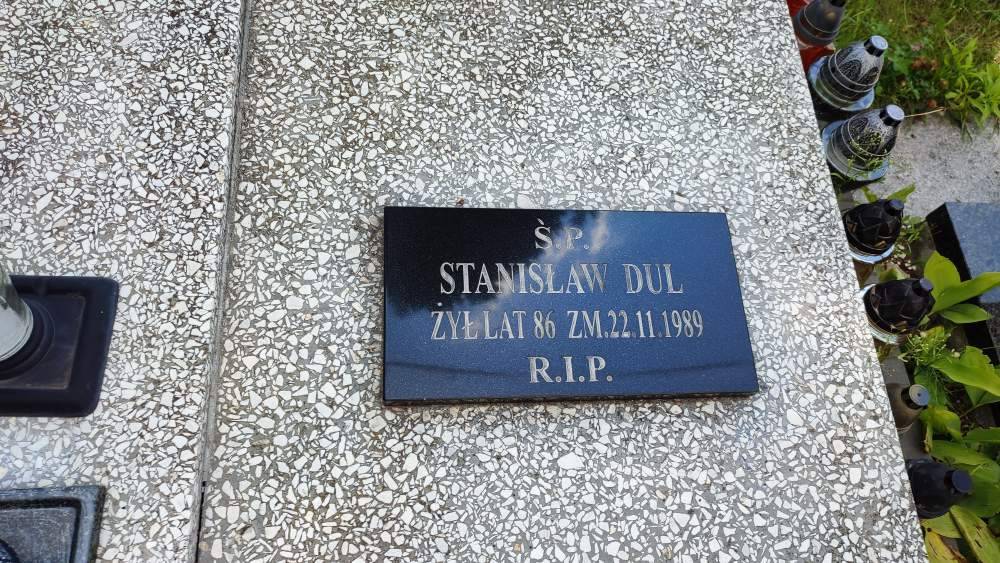 Ś.P.
STANISŁAW DUL
ŻYŁ LAT 86 ZM.22.11.1989
R.I.P.